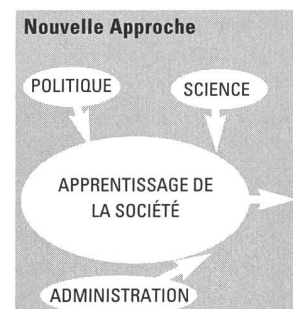 Nouvelle Approche
POLITIQUE
SCIENCE
APPRENTISSAGE DE
LA SOCIÉTÉ
ADMINISTRATION